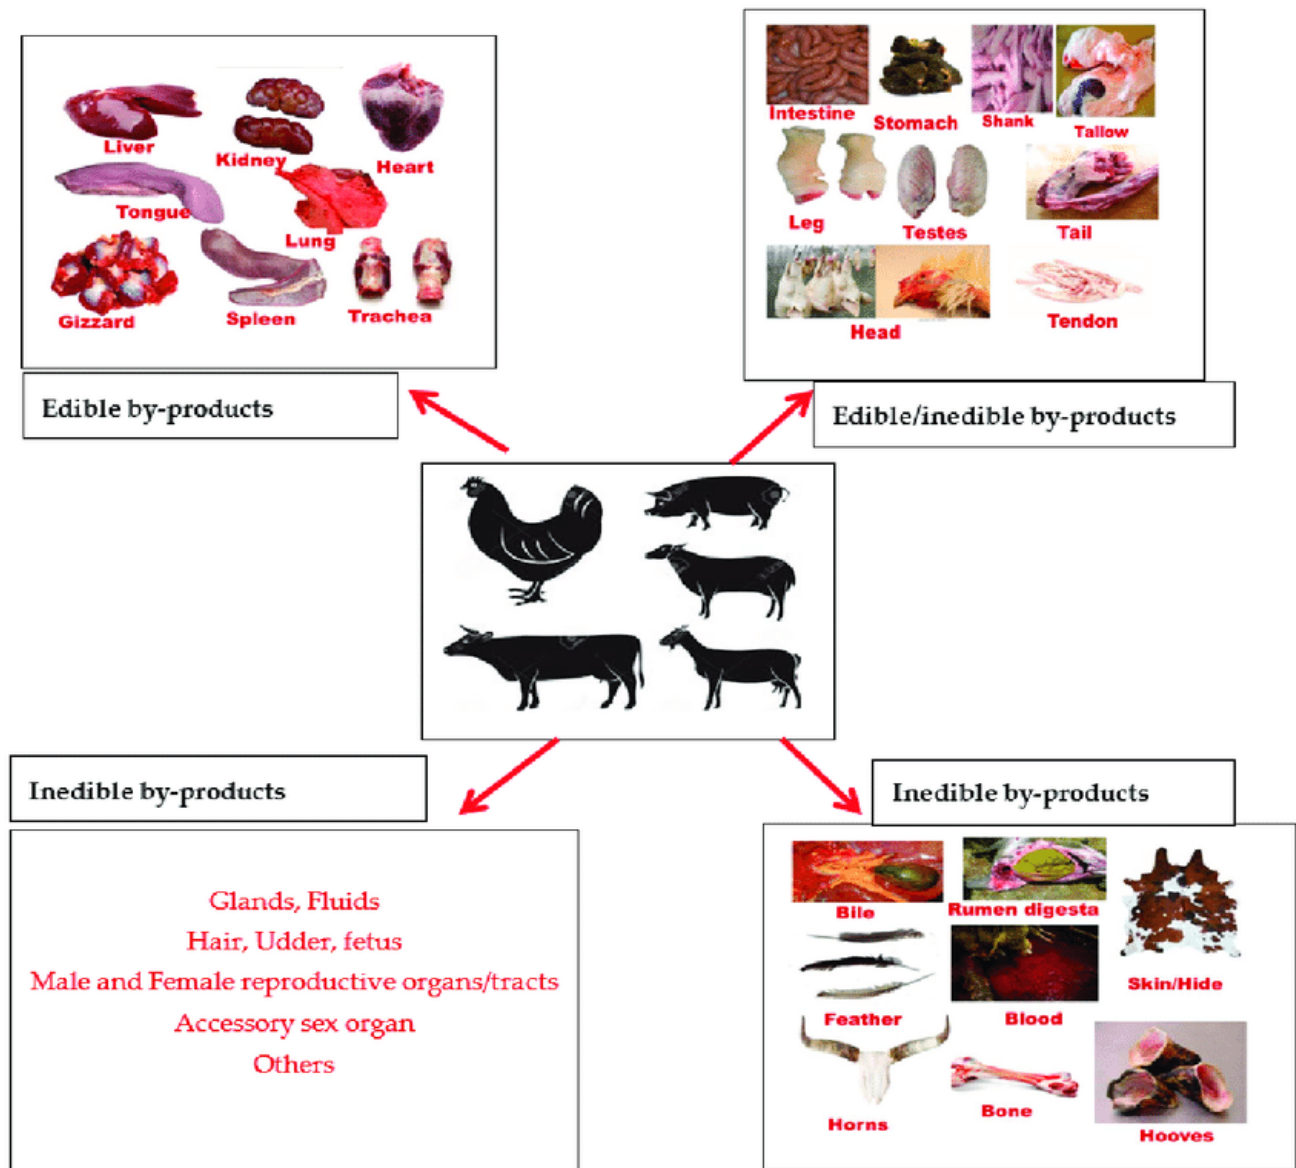 Liver
Kidney
Heart
Tongue
Lung
Gizzard
Spleen
Trachea
Edible by-products
Intestine
Stomach
Shank
Tallow
Leg
Testes
Tail
Head
Tendon
Edible/inedible by-products
Inedible by-products
Glands, Fluids
Hair, Udder, fetus
Male and Female reproductive organs/tracts
Accessory sex organ
Others
Inedible by-products
Bile
Rumen digesta
Skin/Hide
Feather
Blood
Horns
Bone
Hooves